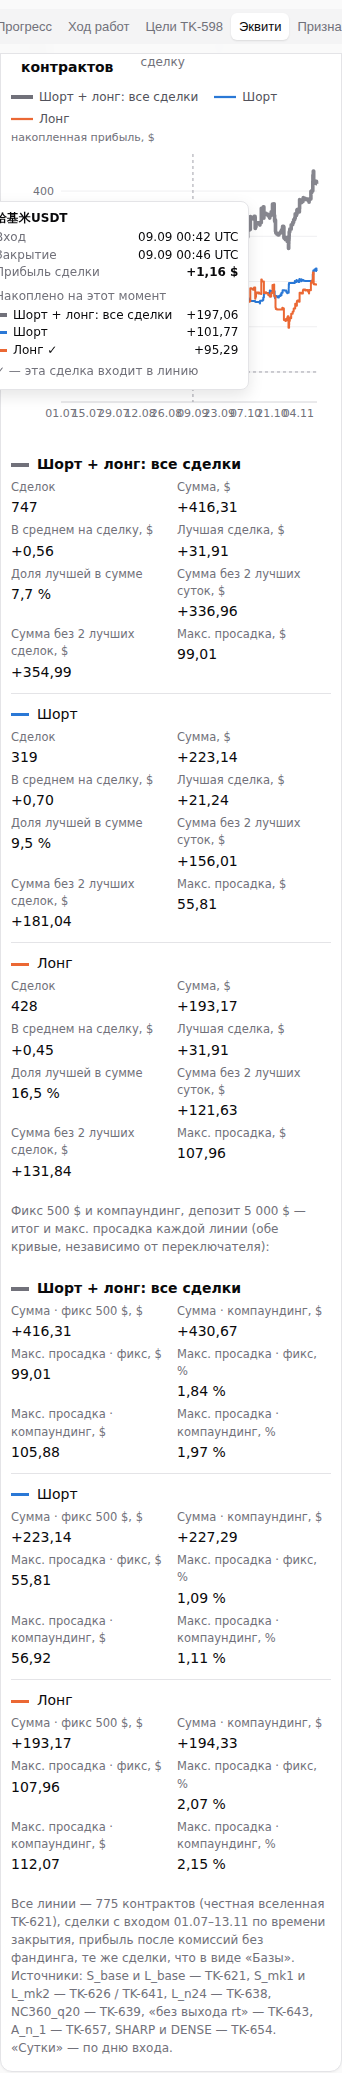 Прогресс Ход работ Цели ТК-598 Эквити Призна
контрактов сделку
Шорт + лонг: все сделки Шорт
Лонг
накопленная прибыль, $
400
哈基米USDT
Вход 09.09 00:42 UTC
Закрытие 09.09 00:46 UTC
Прибыль сделки +1,16 $
Накоплено на этот момент
Шорт + лонг: все сделки +197,06
Шорт +101,77
Лонг ✓ +95,29
✓ — эта сделка входит в линию
01.07 15.07 29.07 12.08 26.08 09.09 23.09 07.10 21.10 04.11
Шорт + лонг: все сделки
Сделок Сумма, $
747 +416,31
В среднем на сделку, $ Лучшая сделка, $
+0,56 +31,91
Доля лучшей в сумме Сумма без 2 лучших
суток, $
7,7 %
+336,96
Сумма без 2 лучших Макс. просадка, $
сделок, $
99,01
+354,99
Шорт
Сделок Сумма, $
319 +223,14
В среднем на сделку, $ Лучшая сделка, $
+0,70 +21,24
Доля лучшей в сумме Сумма без 2 лучших
суток, $
9,5 %
+156,01
Сумма без 2 лучших Макс. просадка, $
сделок, $
55,81
+181,04
Лонг
Сделок Сумма, $
428 +193,17
В среднем на сделку, $ Лучшая сделка, $
+0,45 +31,91
Доля лучшей в сумме Сумма без 2 лучших
суток, $
16,5 %
+121,63
Сумма без 2 лучших Макс. просадка, $
сделок, $
107,96
+131,84
Фикс 500 $ и компаундинг, депозит 5 000 $ —
итог и макс. просадка каждой линии (обе
кривые, независимо от переключателя):
Шорт + лонг: все сделки
Сумма · фикс 500 $, $ Сумма · компаундинг, $
+416,31 +430,67
Макс. просадка · фикс, $ Макс. просадка · фикс,
%
99,01
1,84 %
Макс. просадка · Макс. просадка ·
компаундинг, $ компаундинг, %
105,88 1,97 %
Шорт
Сумма · фикс 500 $, $ Сумма · компаундинг, $
+223,14 +227,29
Макс. просадка · фикс, $ Макс. просадка · фикс,
%
55,81
1,09 %
Макс. просадка · Макс. просадка ·
компаундинг, $ компаундинг, %
56,92 1,11 %
Лонг
Сумма · фикс 500 $, $ Сумма · компаундинг, $
+193,17 +194,33
Макс. просадка · фикс, $ Макс. просадка · фикс,
%
107,96
2,07 %
Макс. просадка · Макс. просадка ·
компаундинг, $ компаундинг, %
112,07 2,15 %
Все линии — 775 контрактов (честная вселенная
ТК-621), сделки с входом 01.07–13.11 по времени
закрытия, прибыль после комиссий без
фандинга, те же сделки, что в виде «Базы».
Источники: S_base и L_base — ТК-621, S_mk1 и
L_mk2 — ТК-626 / ТК-641, L_n24 — ТК-638,
NC360_q20 — ТК-639, «без выхода rt» — ТК-643,
A_n_1 — ТК-657, SHARP и DENSE — ТК-654.
«Сутки» — по дню входа.